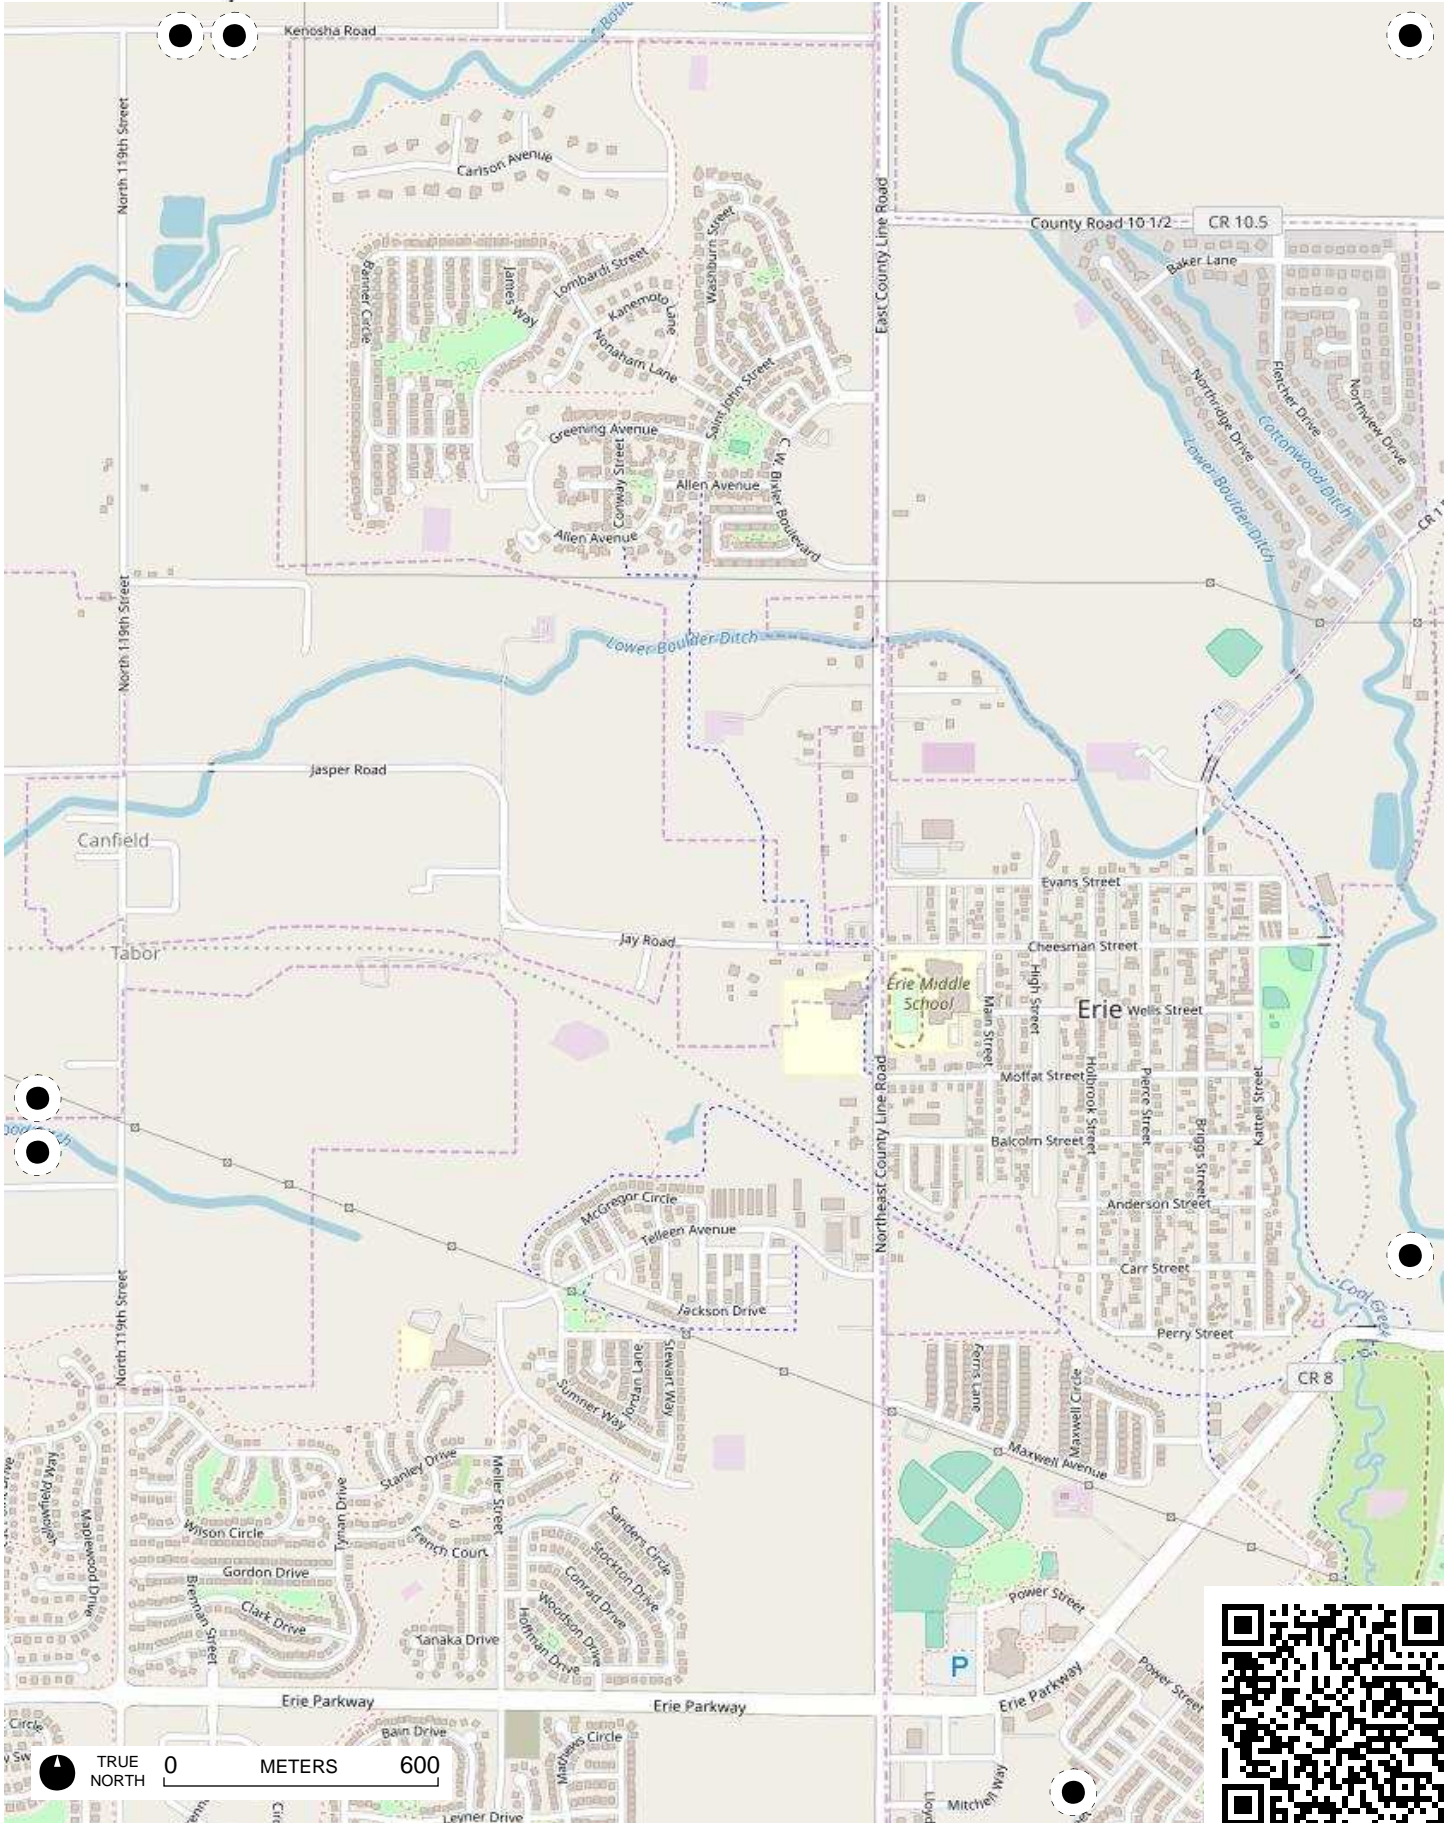 Kenosha Road
North 119th Street
Carlson Avenue
East County Line Road
County Road 10 1/2
CR 10.5
Baker Lane
Washburn Street
Lombardi Street
Banner Circle
James Way
Kanemoto Lane
Nonaham Lane
Saint John Street
Fletcher Drive
Northview Drive
Northridge Drive
Cottonwood Ditch
Lower Boulder Ditch
Greening Avenue
Conway Street
Allen Avenue
C. W. Bixler Boulevard
Allen Avenue
North 119th Street
Lower Boulder Ditch
Jasper Road
Canfield
Evans Street
Jay Road
Cheesman Street
Tabor
Erie Middle
School
Main Street
High Street
Erie
Wells Street
Moffat Street
Holbrook Street
Pierce Street
Briggs Street
Kattell Street
Balcolm Street
Northeast County Line Road
McGregor Circle
Telleen Avenue
Anderson Street
Carr Street
Jackson Drive
Coal Creek
Perry Street
North 119th Street
Jordan Lane
Stewart Way
Sumner Way
Ferris Lane
Maxwell Circle
CR 8
Maxwell Avenue
Stanley Drive
Meller Street
Maplewood Drive
Wilson Circle
Tynan Drive
French Court
Sanders Circle
Stockton Drive
Conrad Drive
Woodson Drive
Hoffman Drive
Gordon Drive
Brennan Street
Clark Drive
Tanaka Drive
Power Street
P
Power Street
Erie Parkway
Erie Parkway
Erie Parkway
Circle
Bain Drive
Mathews Circle
Mitchell Way
Lloyd
Leyner Drive
TRUE
NORTH
0 METERS 600